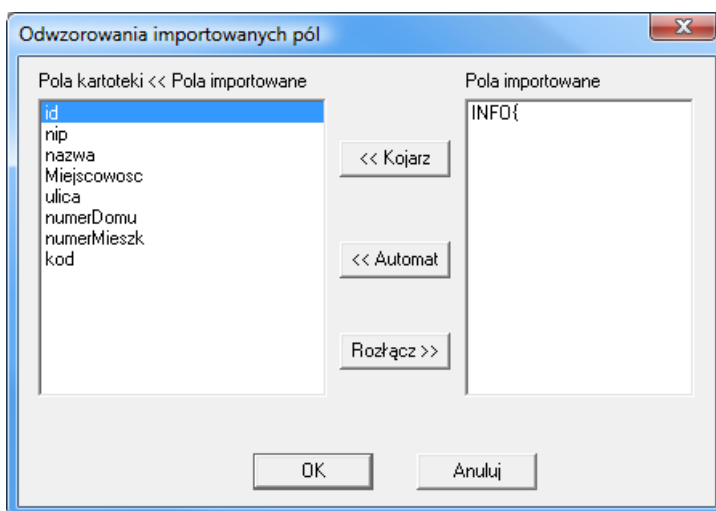 Odwzorowania importowanych pól
Pola kartoteki << Pola importowane
Pola importowane
id
nip
nazwa
Miejscowosc
ulica
numerDomu
numerMieszk
kod
INFO{
<< Kojarz
<< Automat
Rozłącz >>
OK
Anuluj